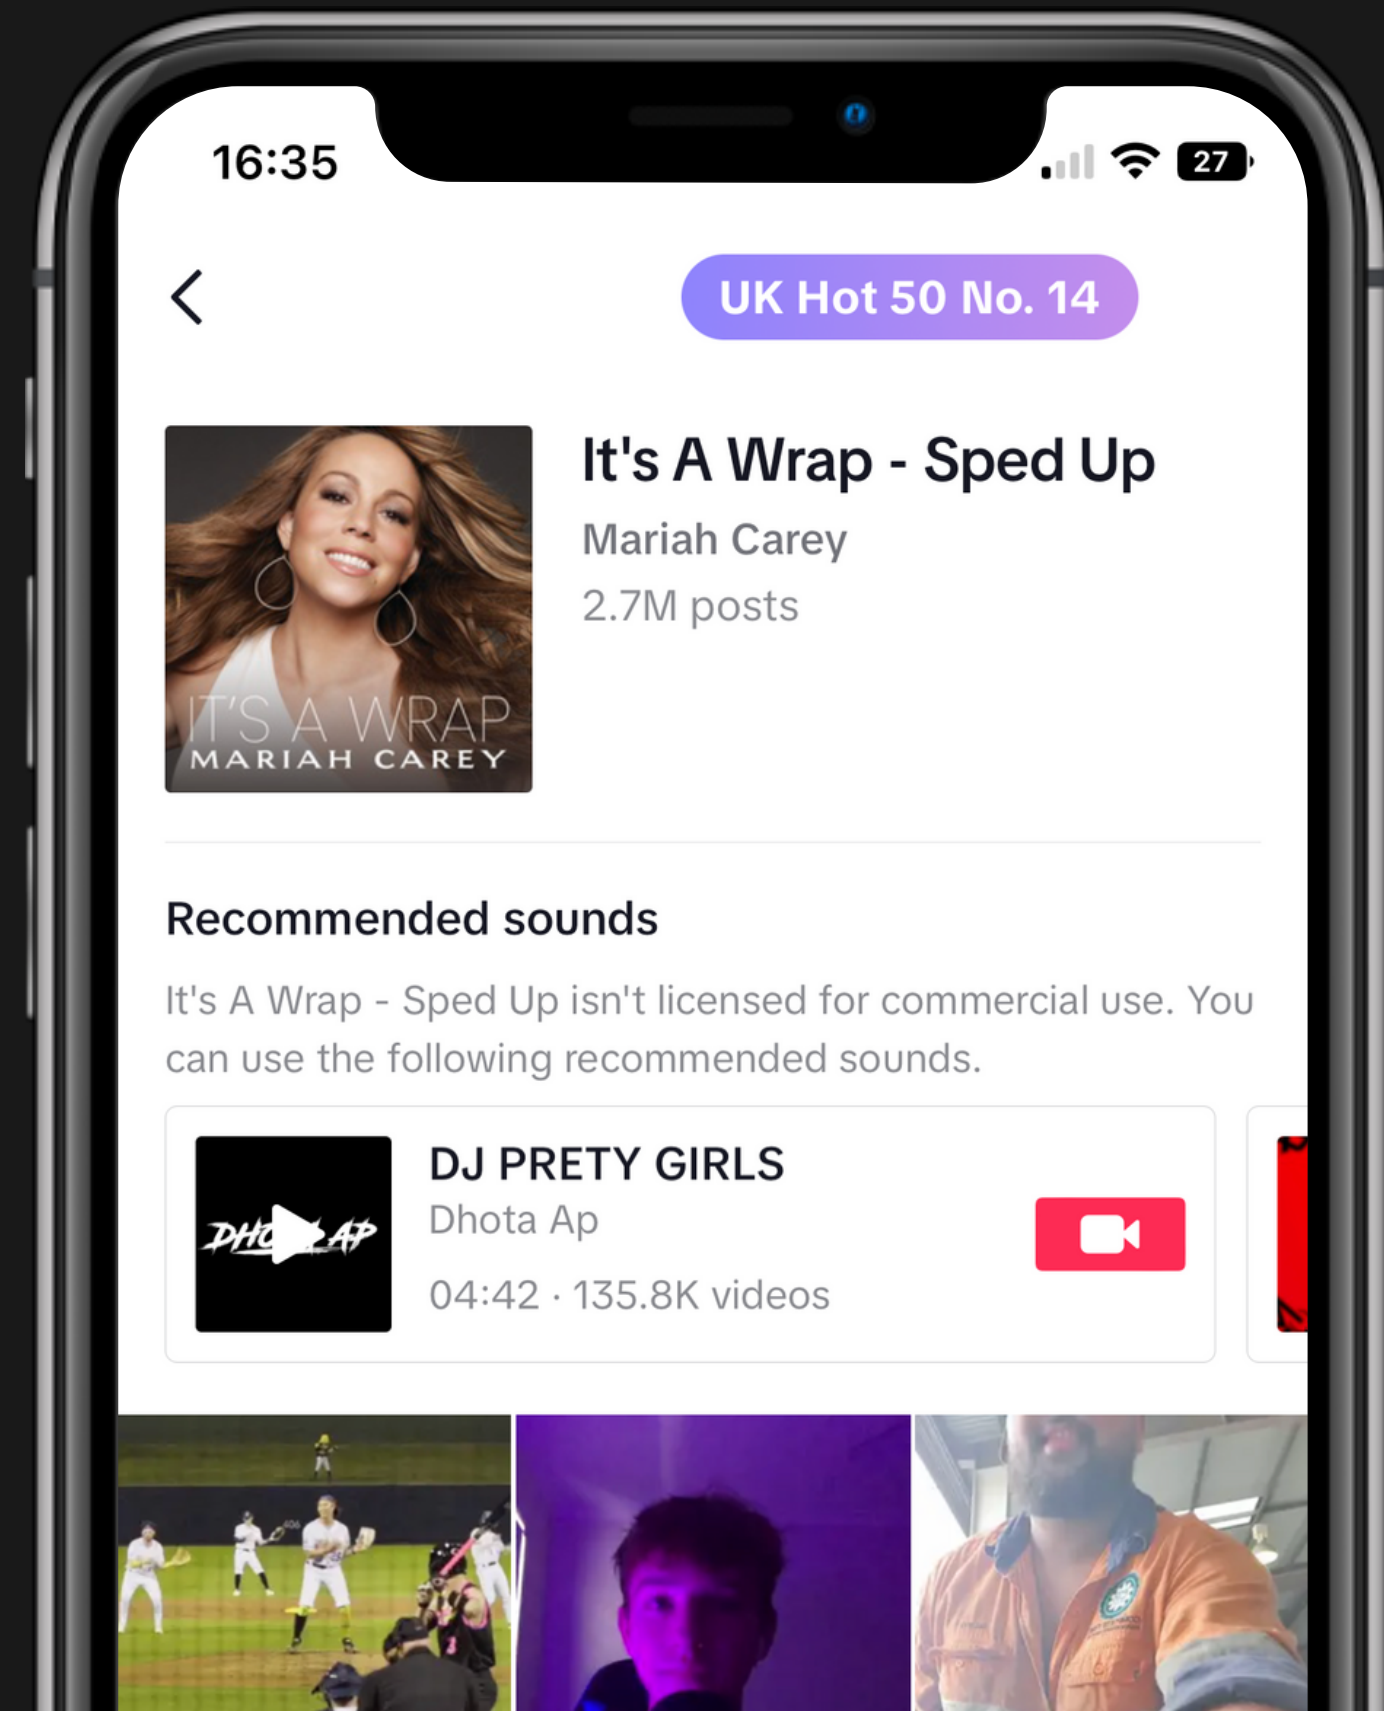 16:35
27
UK Hot 50 No. 14
It's A Wrap - Sped Up
Mariah Carey
2.7M posts
IT'S A WRAP
MARIAH CAREY
Recommended sounds
It's A Wrap - Sped Up isn't licensed for commercial use. You
can use the following recommended sounds.
DJ PRETY GIRLS
Dhota Ap
04:42 · 135.8K videos
406